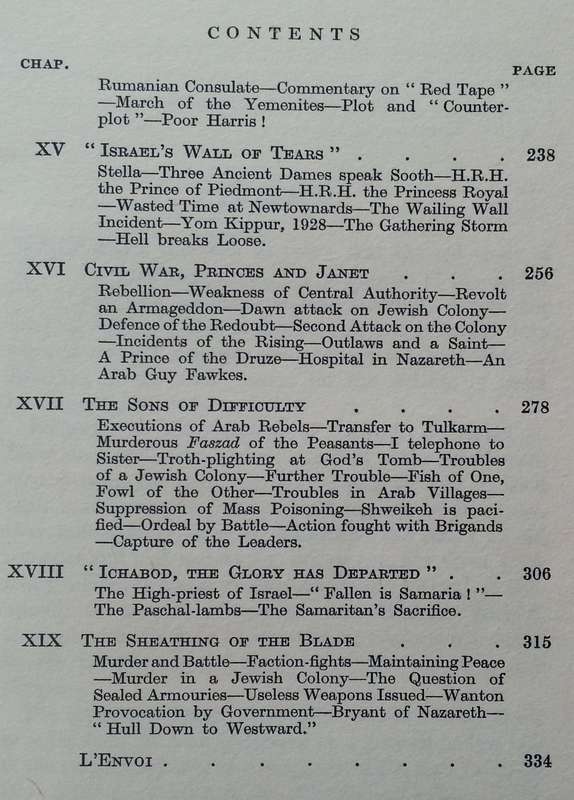 CONTENTS
CHAP.
PAGE
Rumanian Consulate—Commentary on “ Red Tape ”
—March of the Yemenites—Plot and “ Counter-
plot ”—Poor Harris !
XV “ Israel’s Wall of Tears ” . . . . 238
Stella—Three Ancient Dames speak Sooth—H.R.H.
the Prince of Piedmont—H.R.H. the Princess Royal
—Wasted Time at Newtownards—The Wailing Wall
Incident—Yom Kippur, 1928—The Gathering Storm
—Hell breaks Loose.
XVI Civil War, Princes and Janet . . . 256
Rebellion—Weakness of Central Authority—Revolt
an Armageddon—Dawn attack on Jewish Colony—
Defence of the Redoubt—Second Attack on the Colony
—Incidents of the Rising—Outlaws and a Saint—
A Prince of the Druze—Hospital in Nazareth—An
Arab Guy Fawkes.
XVII The Sons of Difficulty . . . . 278
Executions of Arab Rebels—Transfer to Tulkarm—
Murderous Faszad of the Peasants—I telephone to
Sister—Troth-plighting at God’s Tomb—Troubles
of a Jewish Colony—Further Trouble—Fish of One,
Fowl of the Other—Troubles in Arab Villages—
Suppression of Mass Poisoning—Shweikeh is paci-
fied—Ordeal by Battle—Action fought with Brigands
—Capture of the Leaders.
XVIII “ Ichabod, the Glory has Departed ” . . 306
The High-priest of Israel—“ Fallen is Samaria ! ”—
The Paschal-lambs—The Samaritan’s Sacrifice.
XIX The Sheathing of the Blade . . . 315
Murder and Battle—Faction-fights—Maintaining Peace
—Murder in a Jewish Colony—The Question of
Sealed Armouries—Useless Weapons Issued—Wanton
Provocation by Government—Bryant of Nazareth—
“ Hull Down to Westward.”
L’Envoi . . . . . . . . 334